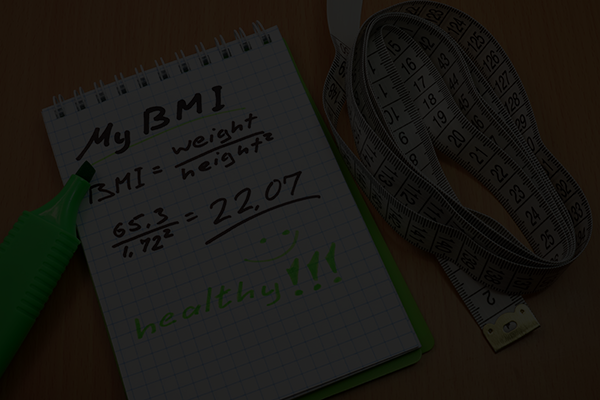 My BMI
BMI = weight / height²
65.3 / 1.72² = 22.07
healthy!!!